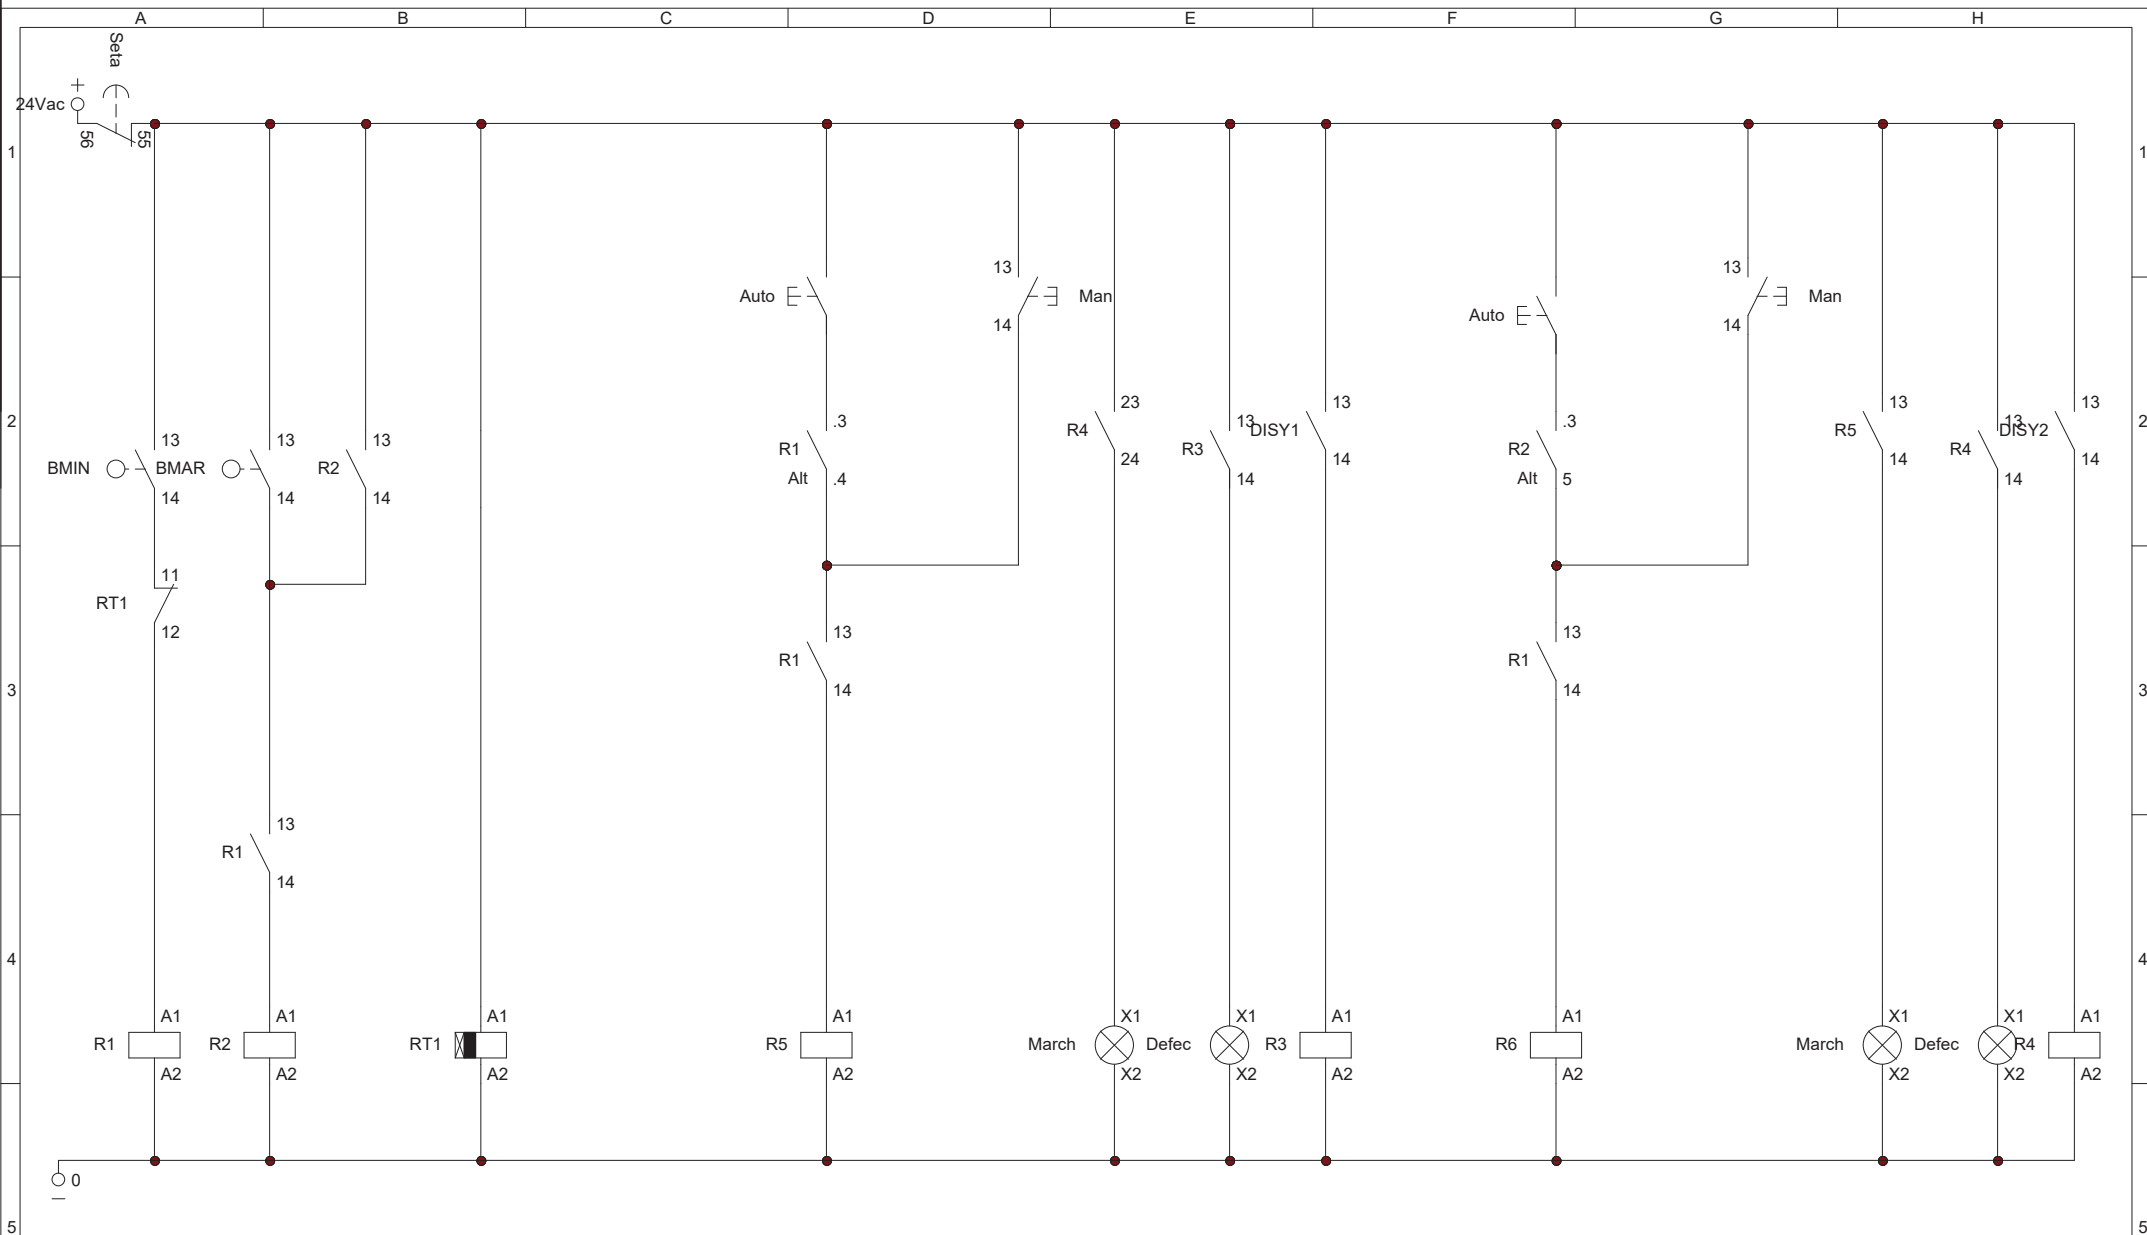 A B C D E F G H
Seta
+
24Vac
56 55
1 1
13 13
Auto Man Man
14 14
Auto
23 13 13 13
.3 13 .3 13
R4 DISY1 R5 DISY2
13 13 13
R1 R3 R2 R4
24 14 14 14
BMIN BMAR R2
Alt .4 14 Alt 5 14
14 14 14
2 2
11
RT1
12
13 13
R1 R1
14 14
3 3
13
R1
14
4 4
A1 A1 A1 A1 X1 X1 A1 A1 X1 X1 A1
R1 R2 RT1 R5 March Defec R3 R6 March Defec R4
A2 A2 A2 A2 X2 X2 A2 A2 X2 X2 A2
0
5 5